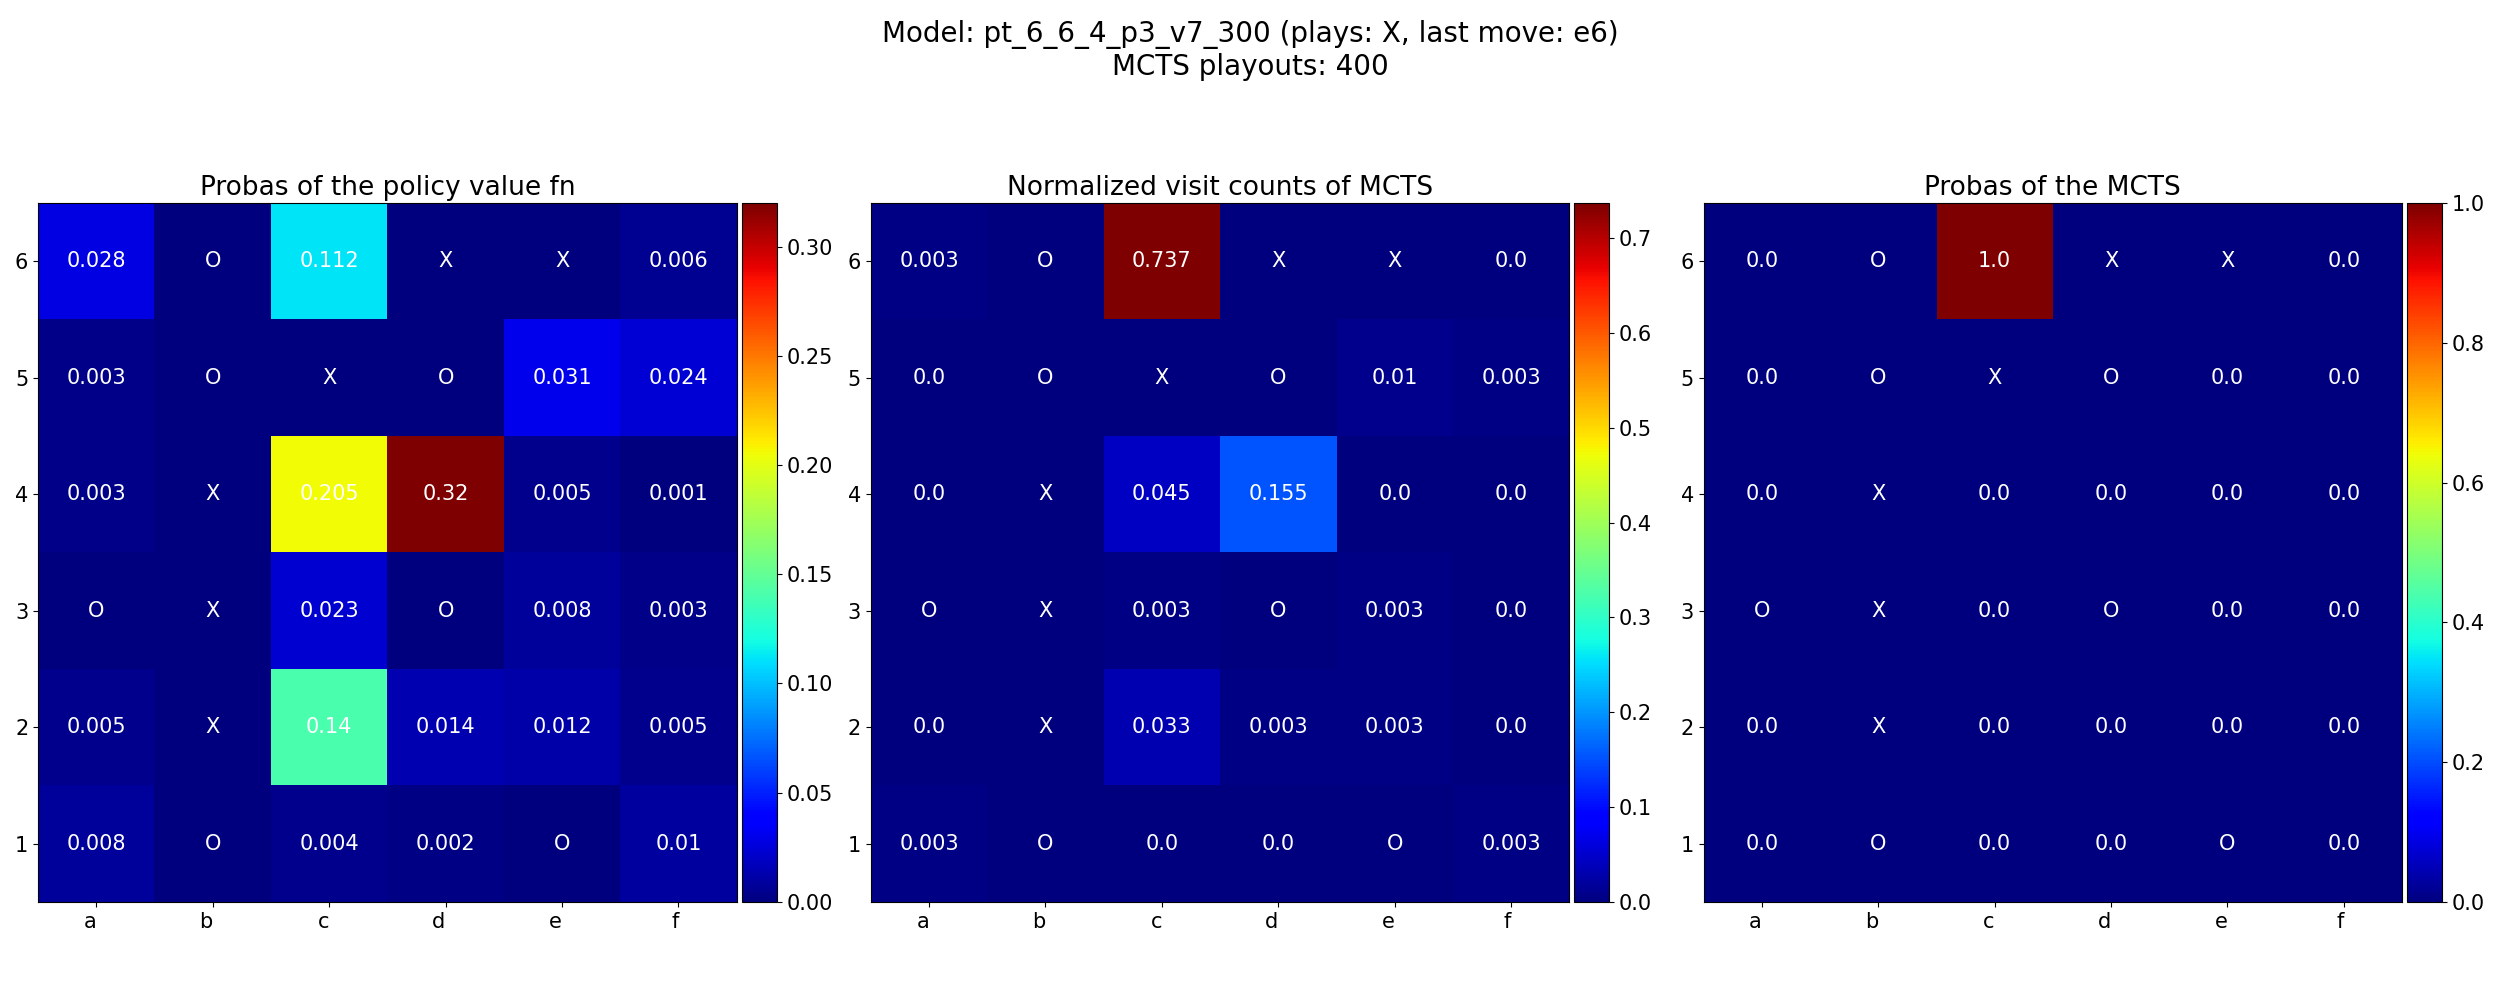 Model: pt_6_6_4_p3_v7_300 (plays: X, last move: e6)
MCTS playouts: 400
Probas of the policy value fn
6 0.028 O 0.112 X X 0.006
5 0.003 O X O 0.031 0.024
4 0.003 X 0.205 0.32 0.005 0.001
3 O X 0.023 O 0.008 0.003
2 0.005 X 0.14 0.014 0.012 0.005
1 0.008 O 0.004 0.002 O 0.01
a b c d e f
0.30
0.25
0.20
0.15
0.10
0.05
0.00
Normalized visit counts of MCTS
6 0.003 O 0.737 X X 0.0
5 0.0 O X O 0.01 0.003
4 0.0 X 0.045 0.155 0.0 0.0
3 O X 0.003 O 0.003 0.0
2 0.0 X 0.033 0.003 0.003 0.0
1 0.003 O 0.0 0.0 O 0.003
a b c d e f
0.7
0.6
0.5
0.4
0.3
0.2
0.1
0.0
Probas of the MCTS
6 0.0 O 1.0 X X 0.0
5 0.0 O X O 0.0 0.0
4 0.0 X 0.0 0.0 0.0 0.0
3 O X 0.0 O 0.0 0.0
2 0.0 X 0.0 0.0 0.0 0.0
1 0.0 O 0.0 0.0 O 0.0
a b c d e f
1.0
0.8
0.6
0.4
0.2
0.0